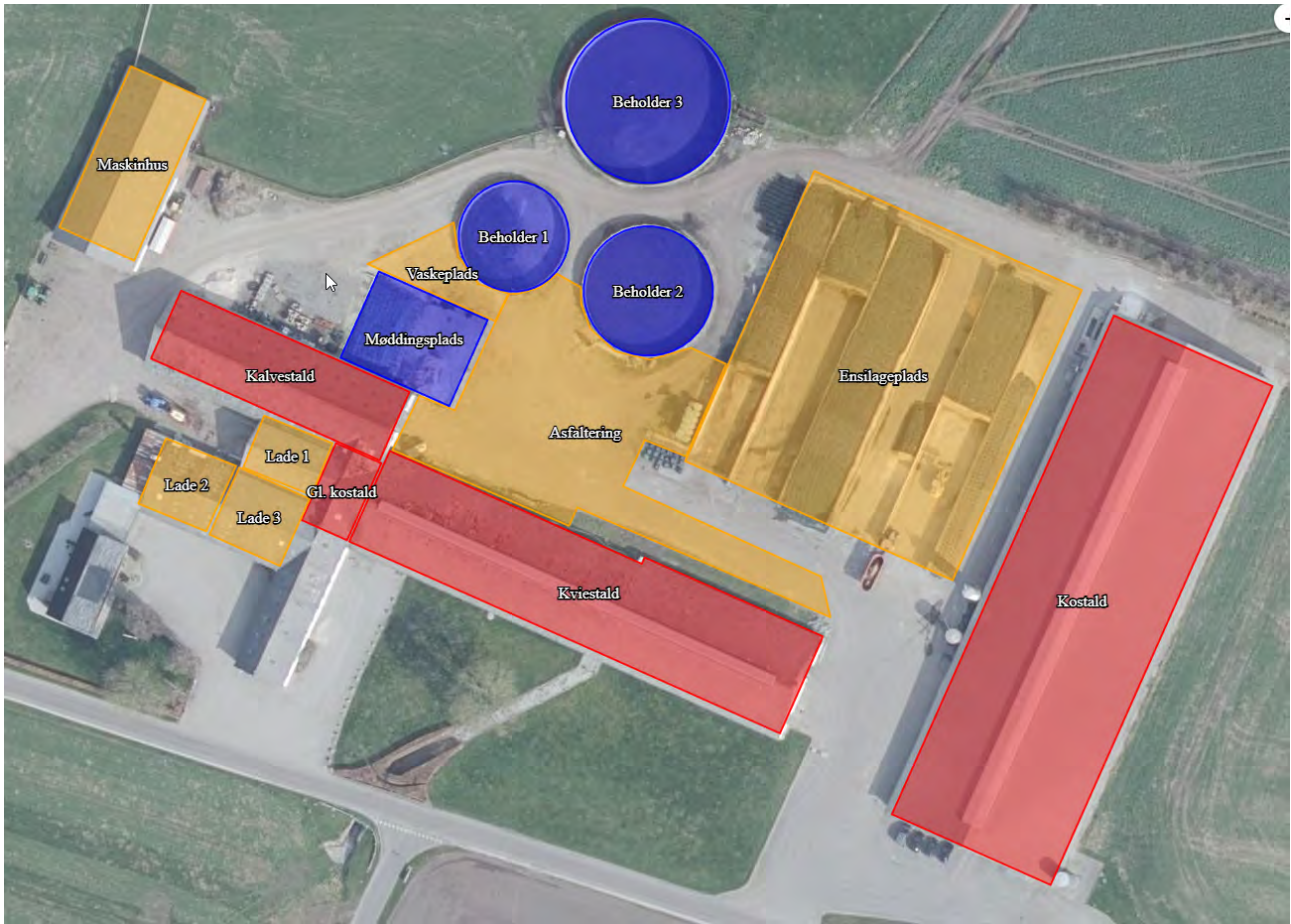 Beholder 3
Maskinhus
Beholder 1
Vaskeplads
Beholder 2
Møddingsplads
Kalvestald
Ensilageplads
Asfaltering
Lade 1
Lade 2
Gl. kostald
Lade 3
Kviestald
Kostald